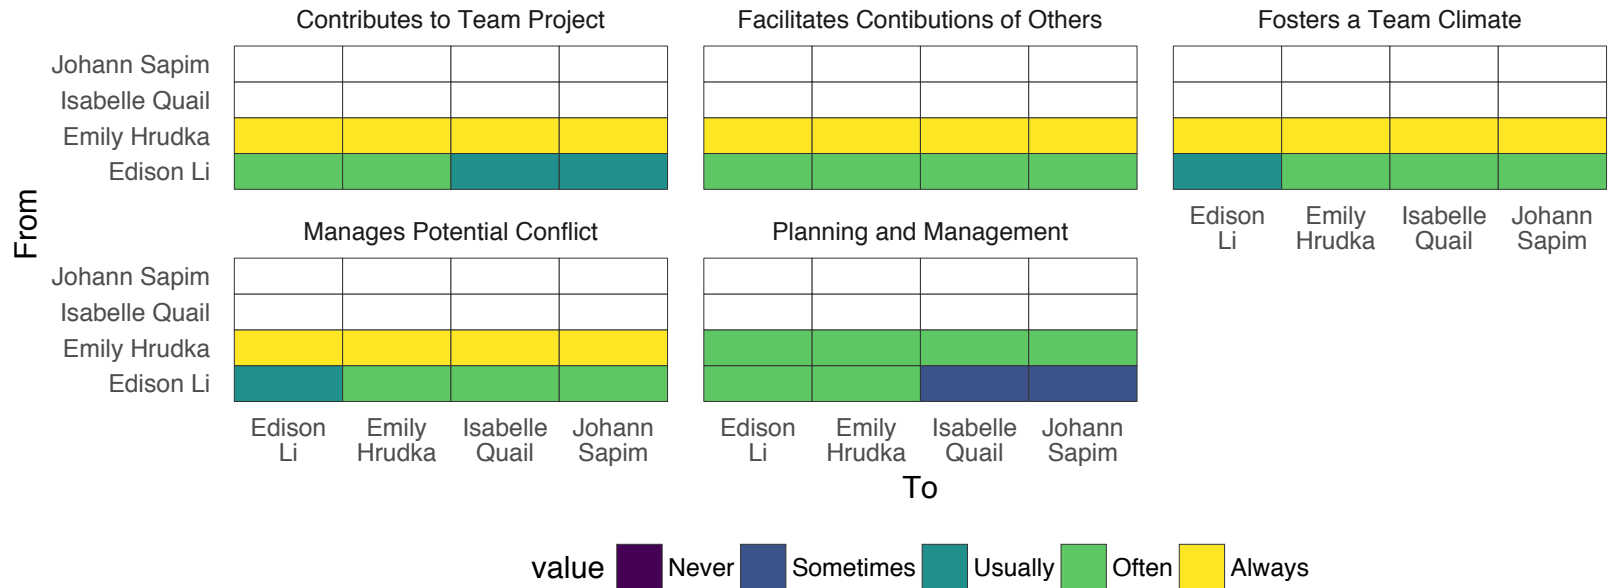 Contributes to Team Project
Facilitates Contibutions of Others
Fosters a Team Climate
Johann Sapim
Isabelle Quail
Emily Hrudka
Edison Li
Edison Li
Emily Hrudka
Isabelle Quail
Johann Sapim
From
Manages Potential Conflict
Planning and Management
Johann Sapim
Isabelle Quail
Emily Hrudka
Edison Li
Edison Li
Emily Hrudka
Isabelle Quail
Johann Sapim
Edison Li
Emily Hrudka
Isabelle Quail
Johann Sapim
To
value Never Sometimes Usually Often Always